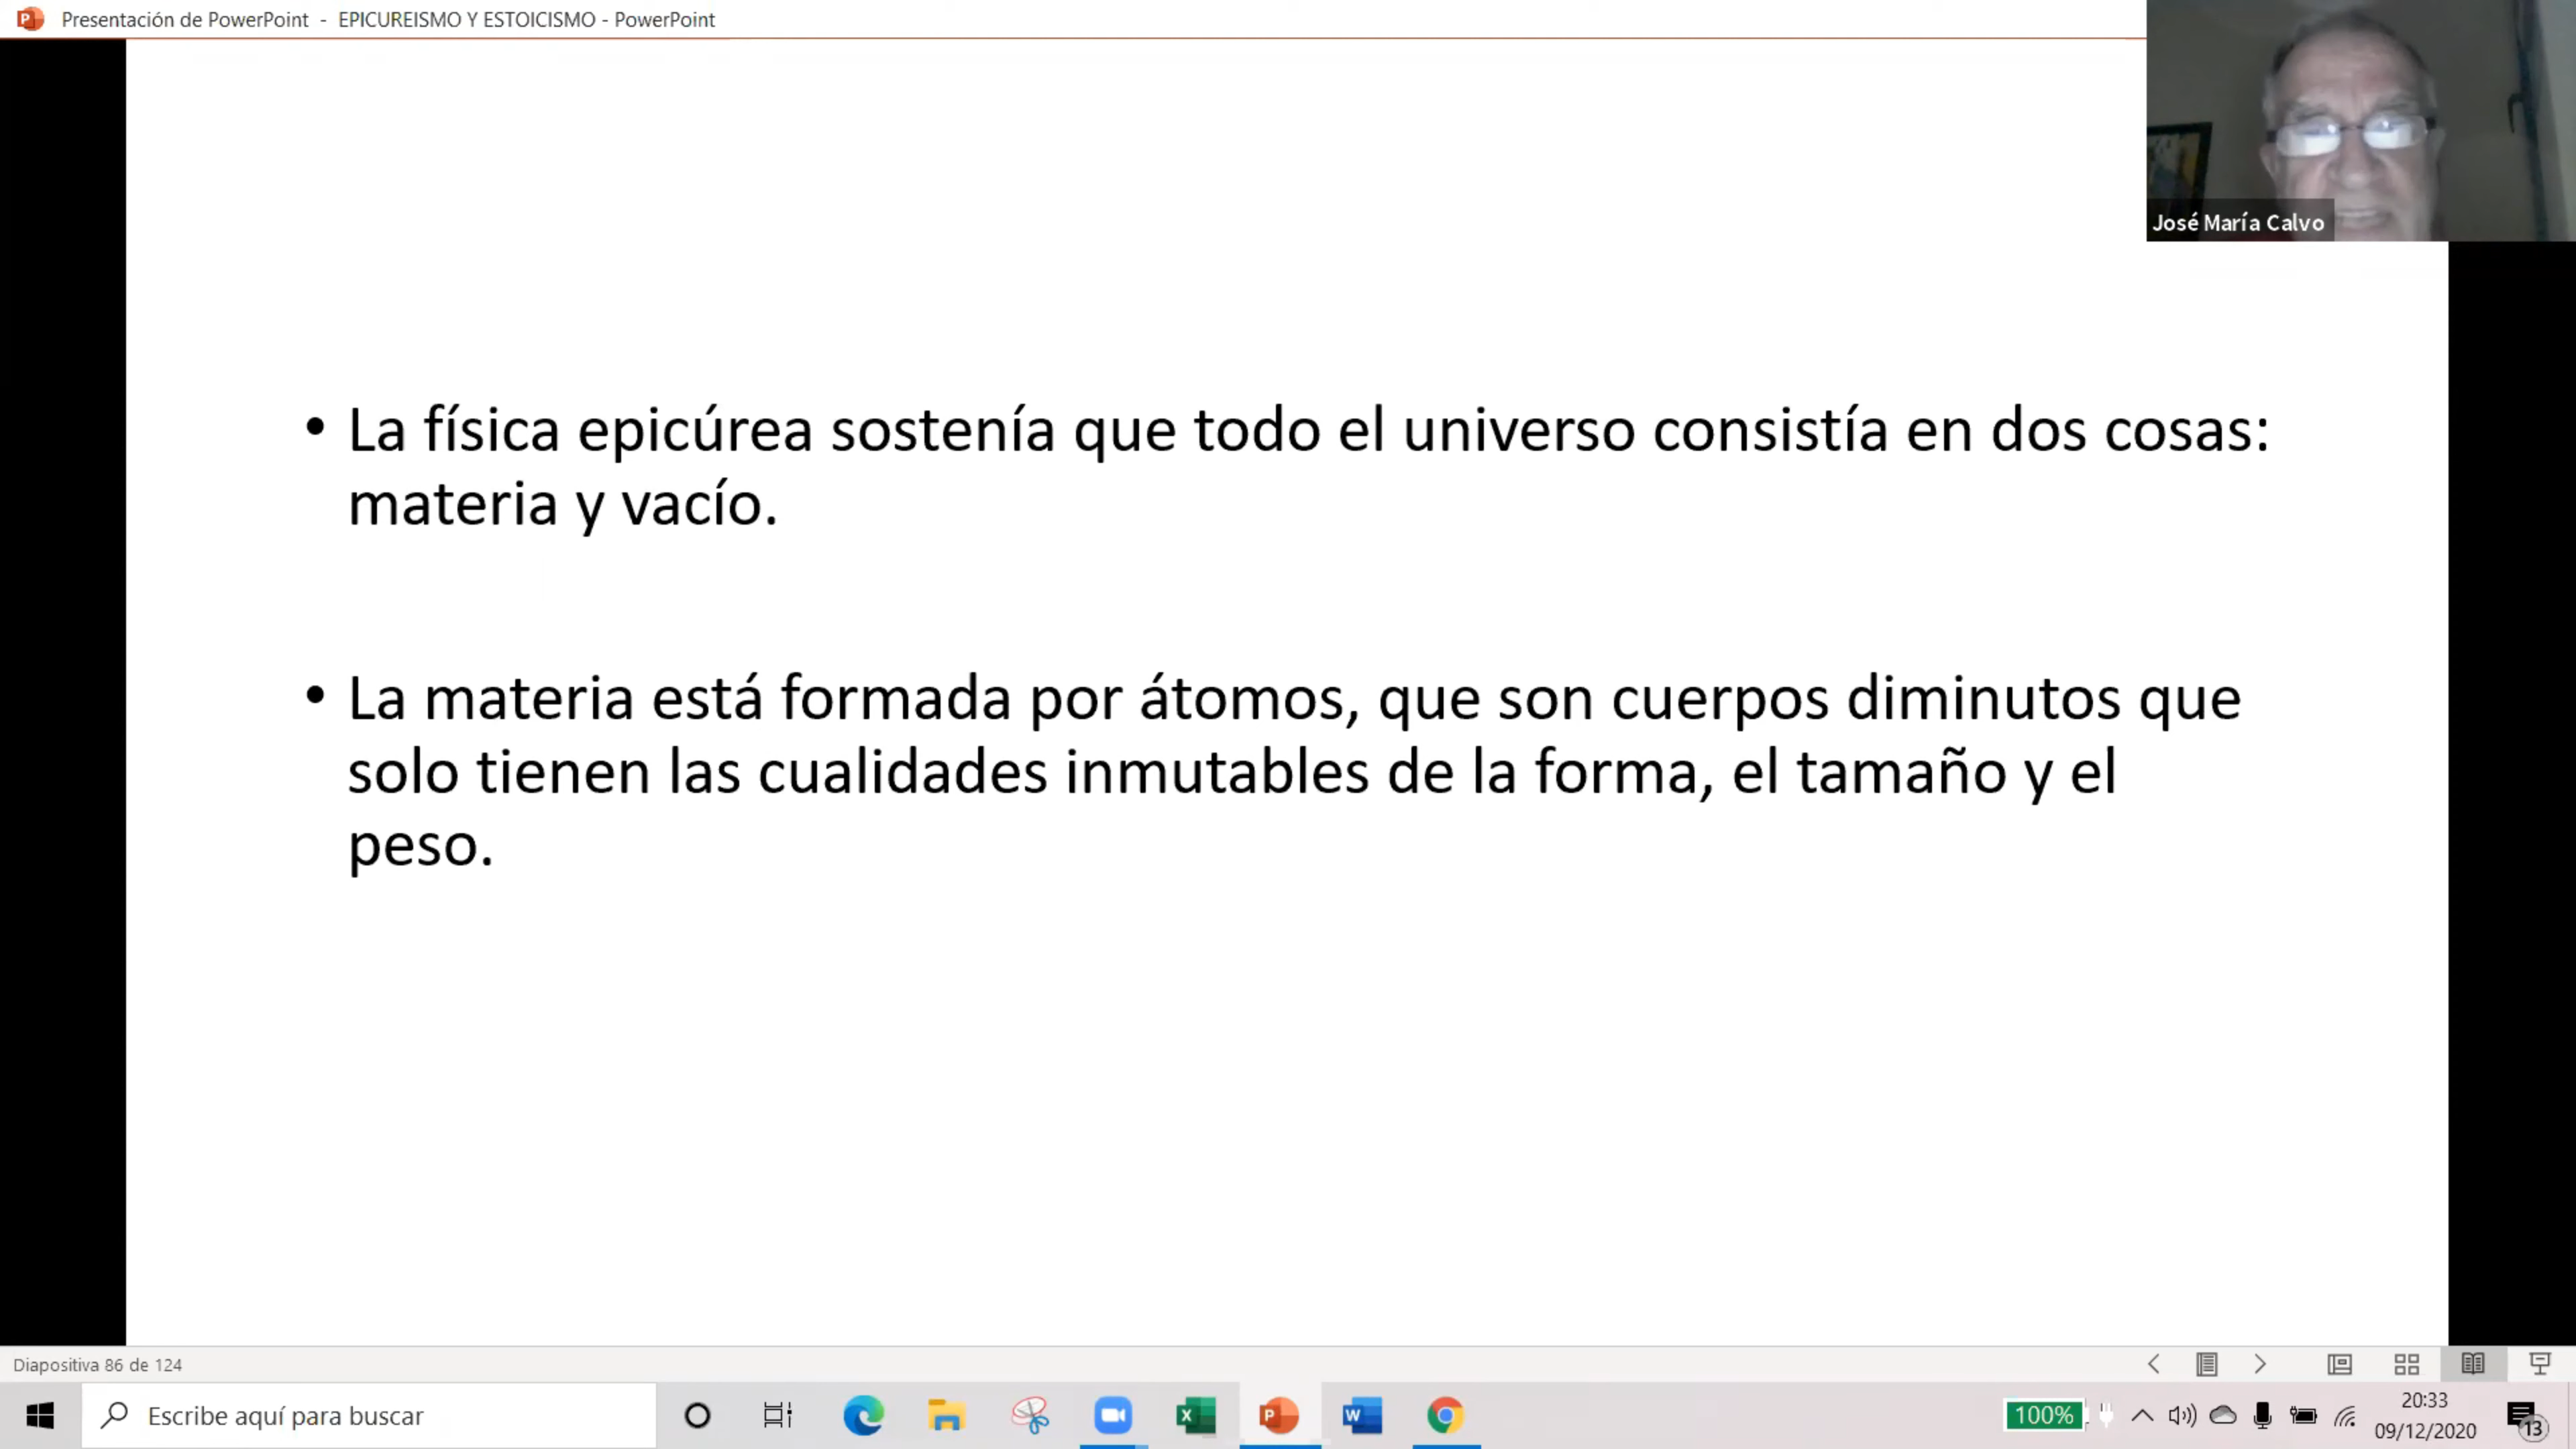 Presentación de PowerPoint - EPICUREISMO Y ESTOICISMO - PowerPoint
José María Calvo
• La física epicúrea sostenía que todo el universo consistía en dos cosas:
materia y vacío.
• La materia está formada por átomos, que son cuerpos diminutos que
solo tienen las cualidades inmutables de la forma, el tamaño y el
peso.
Diapositiva 86 de 124
Escribe aquí para buscar
100%
20:33
09/12/2020
13